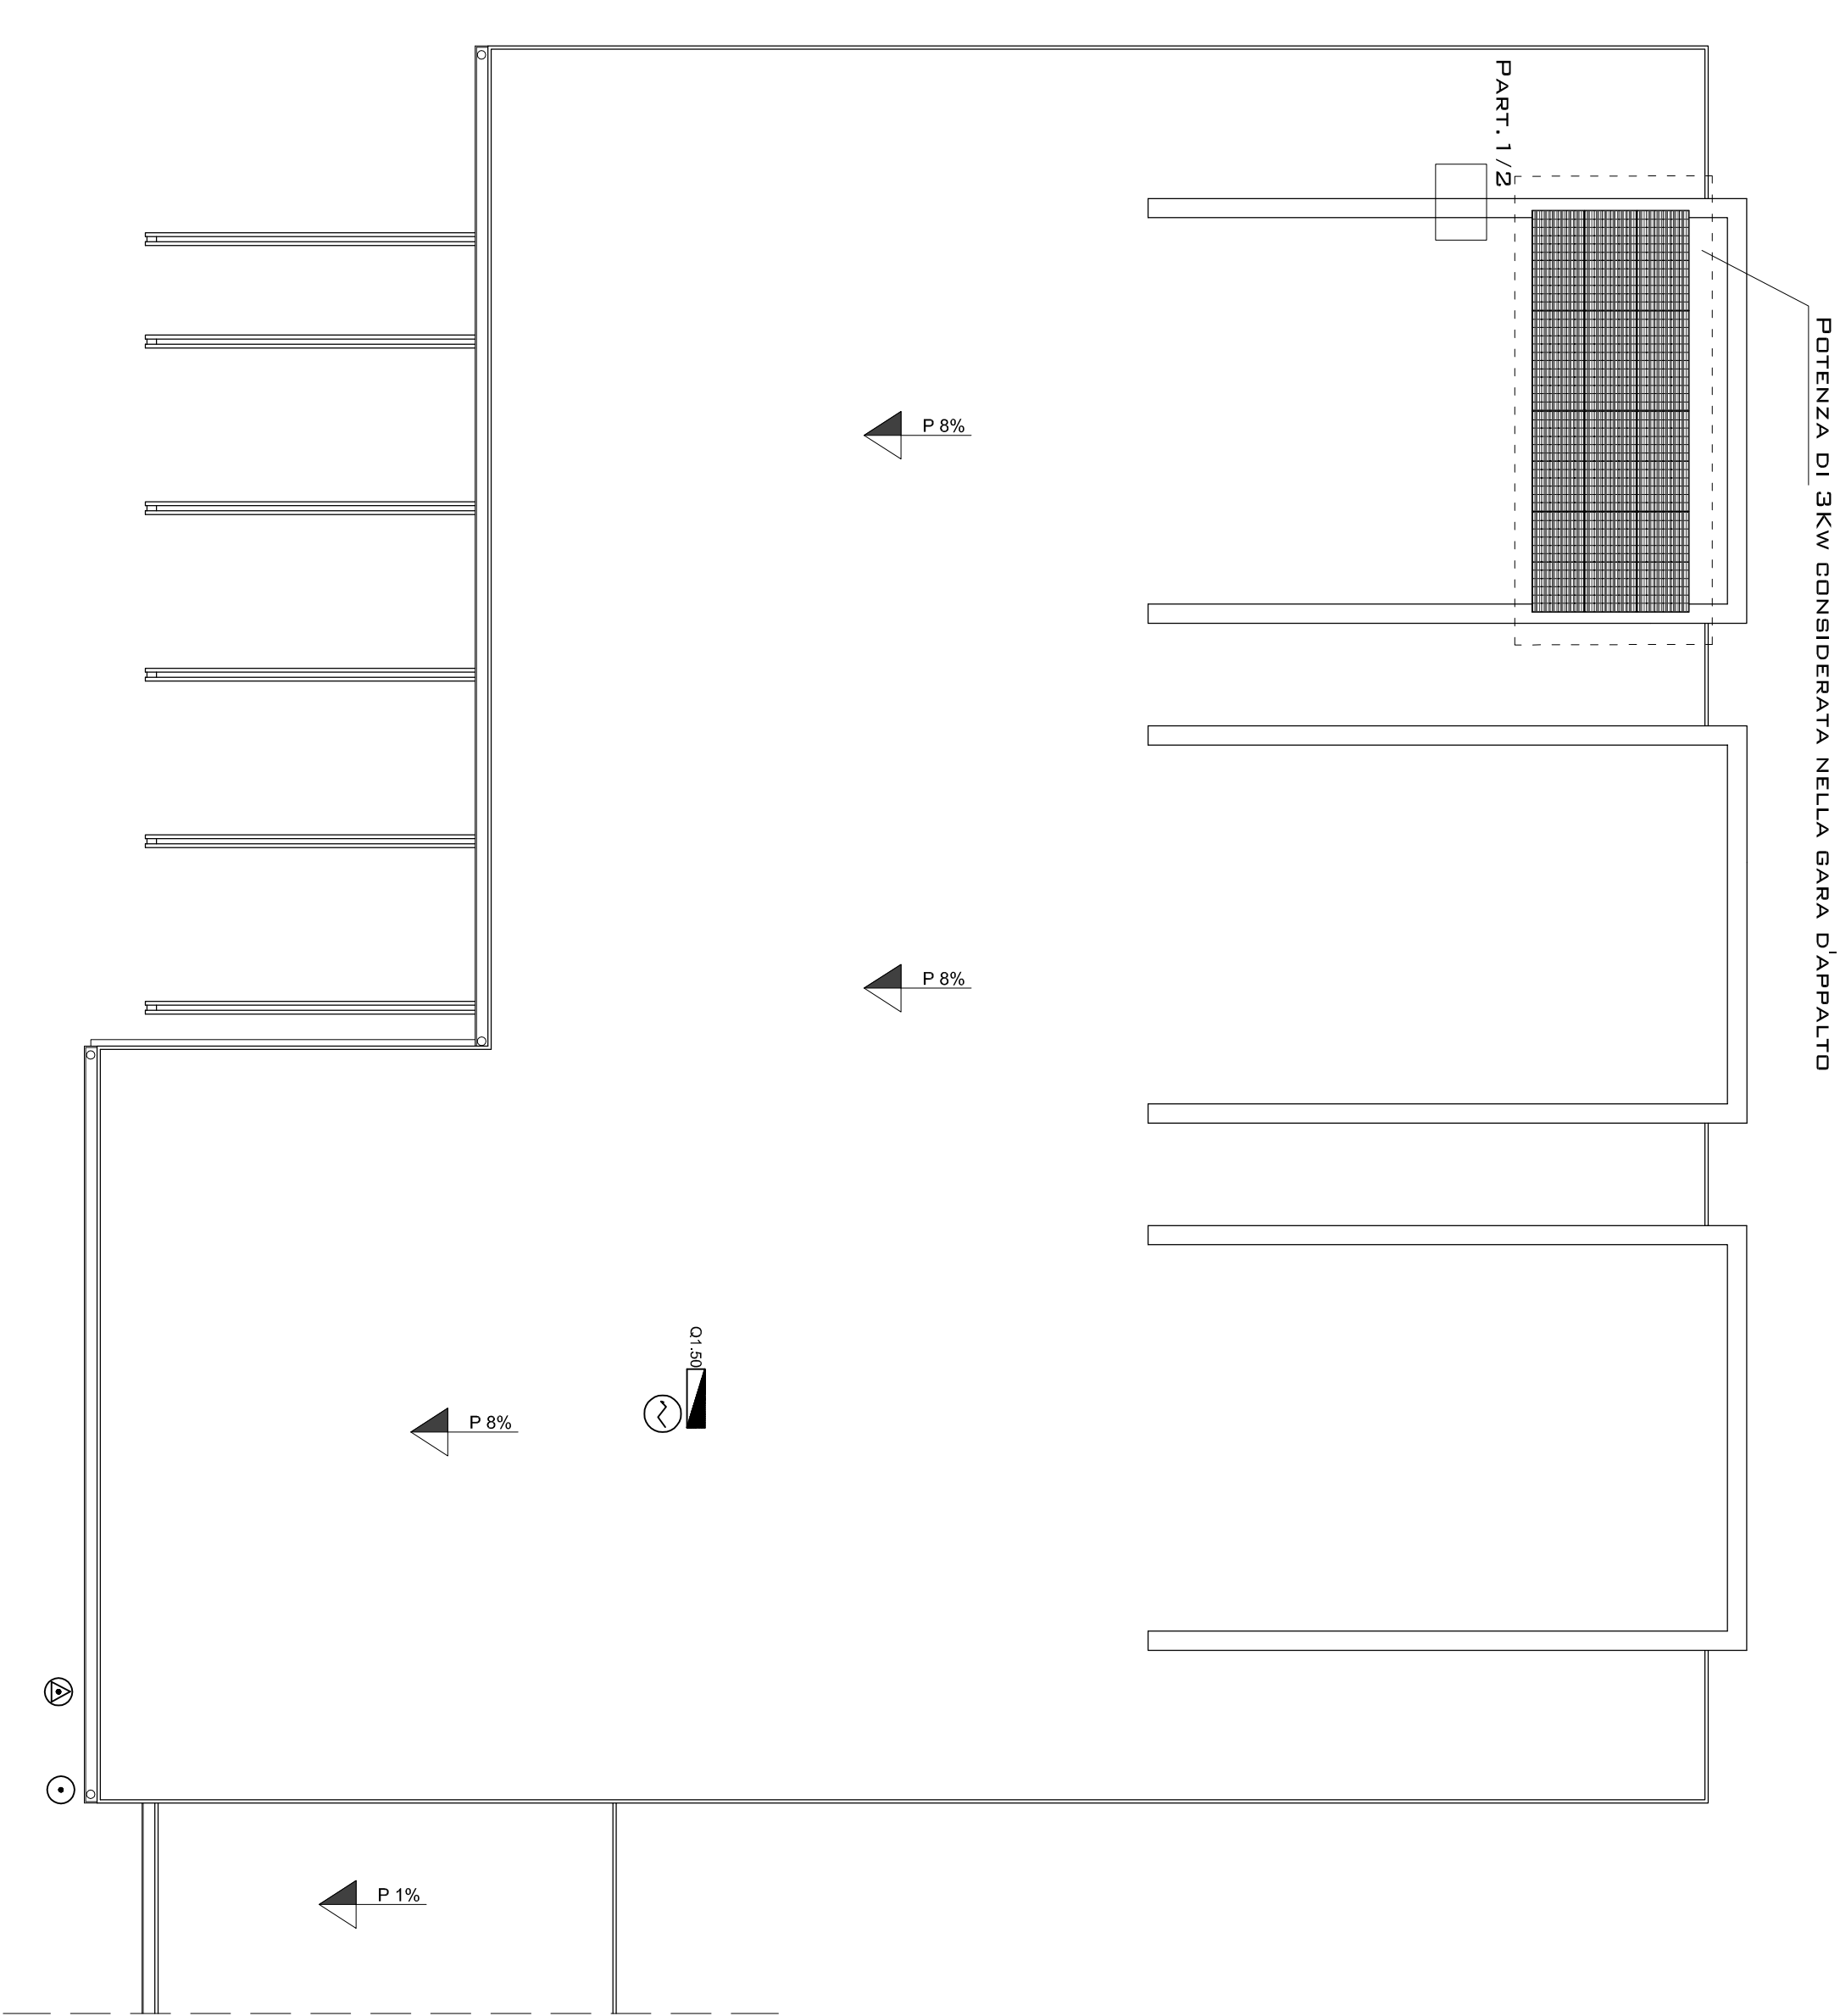 Part. 1/2
Potenza di 3Kw considerata nella gara d'appalto
P 8%
P 8%
Q1.50
P 8%
P 1%